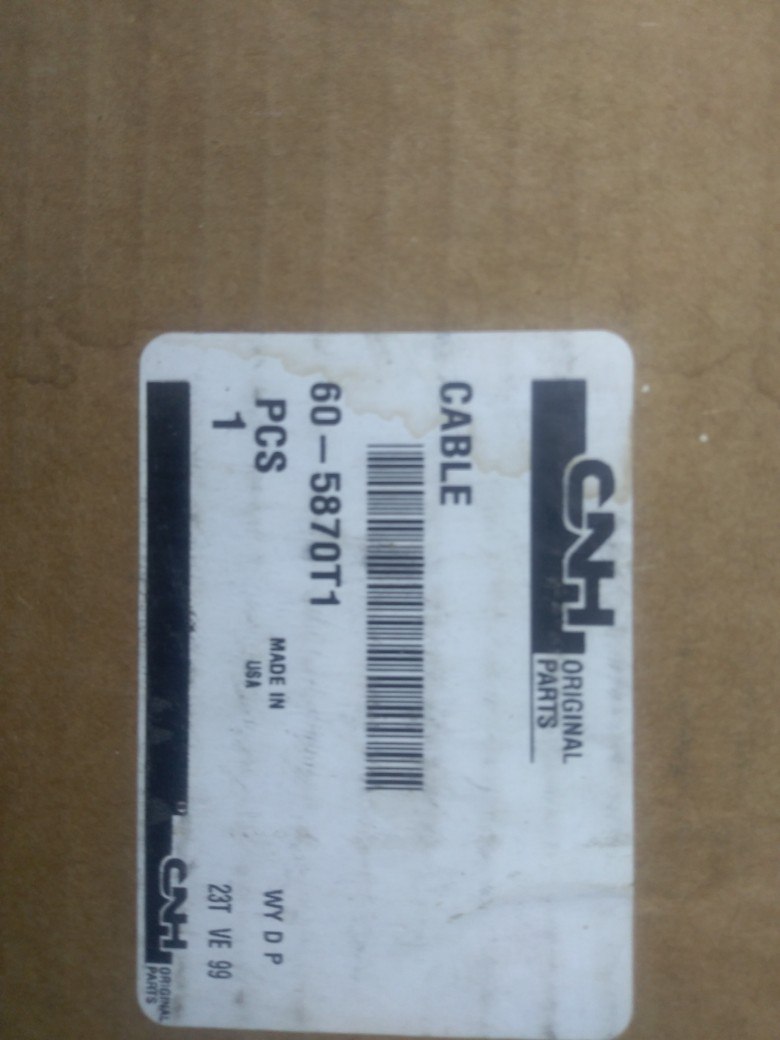 CNH
ORIGINAL
PARTS
CABLE
60-5870T1
PCS
1
MADE IN
USA
WY D P
23T VE 99
CNH
ORIGINAL
PARTS